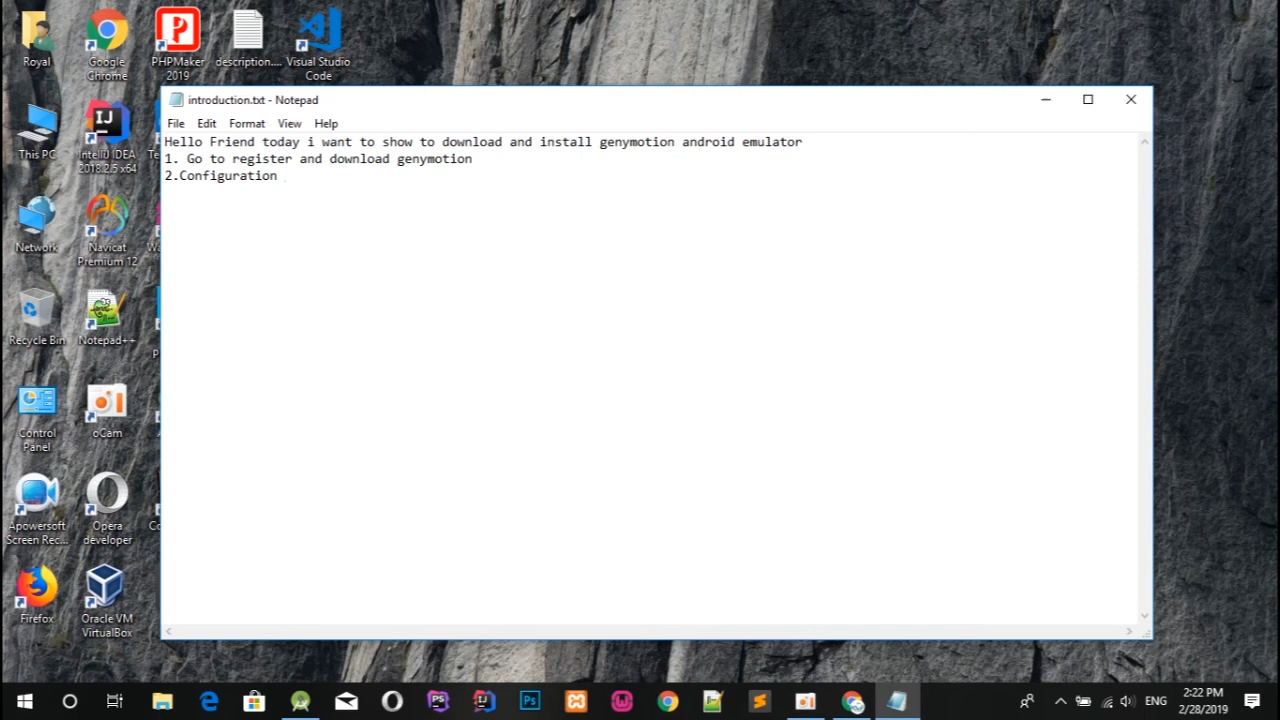 Royal
Google Chrome
PHPMaker 2019
description....
Visual Studio Code
introduction.txt - Notepad
File Edit Format View Help
Hello Friend today i want to show to download and install genymotion android emulator
1. Go to register and download genymotion
2.Configuration
This PC
IntelliJ IDEA 2018.2.5 x64
Network
Navicat Premium 12
Recycle Bin
Notepad++
Control Panel
oCam
Apowersoft Screen Rec...
Opera developer
Firefox
Oracle VM VirtualBox
ENG
2:22 PM
2/28/2019